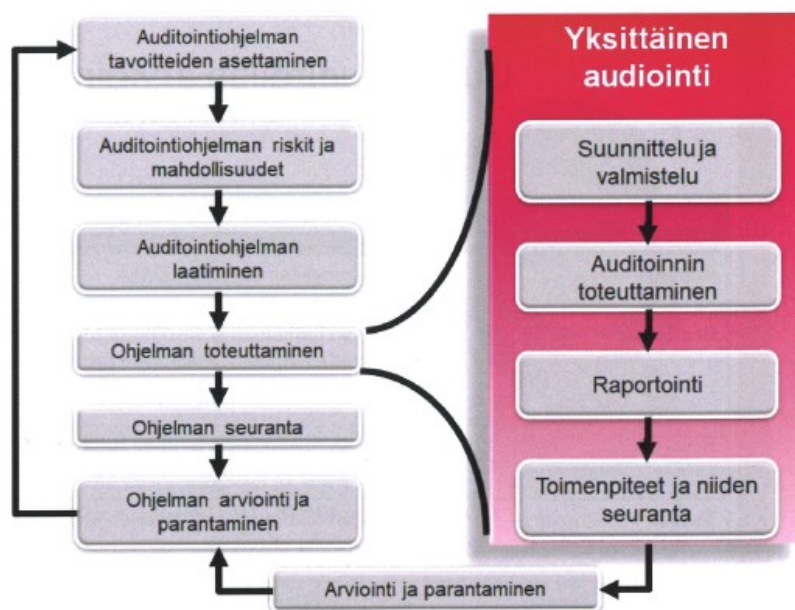 Auditointiohjelman
tavoitteiden asettaminen
Auditointiohjelman riskit ja
mahdollisuudet
Auditointiohjelman
laatiminen
Ohjelman toteuttaminen
Ohjelman seuranta
Ohjelman arviointi ja
parantaminen
Yksittäinen
audiointi
Suunnittelu ja
valmistelu
Auditoinnin
toteuttaminen
Raportointi
Toimenpiteet ja niiden
seuranta
Arviointi ja parantaminen